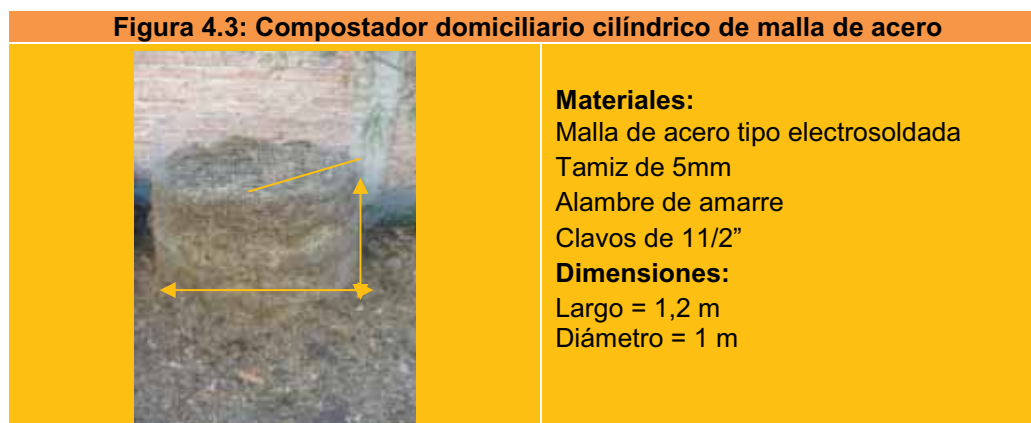 Figura 4.3: Compostador domiciliario cilíndrico de malla de acero
Materiales:
Malla de acero tipo electrosoldada
Tamiz de 5mm
Alambre de amarre
Clavos de 11/2”
Dimensiones:
Largo = 1,2 m
Diámetro = 1 m